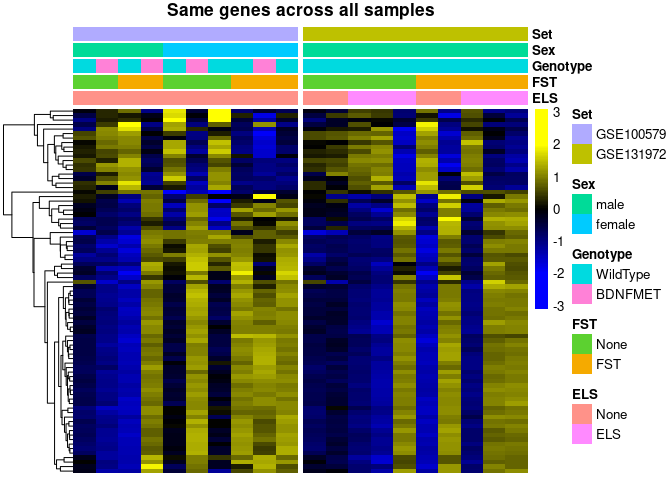 Same genes across all samples
Set
Sex
Genotype
FST
ELS
3
2
1
0
-1
-2
-3
Set
GSE100579
GSE131972
Sex
male
female
Genotype
WildType
BDNFMET
FST
None
FST
ELS
None
ELS